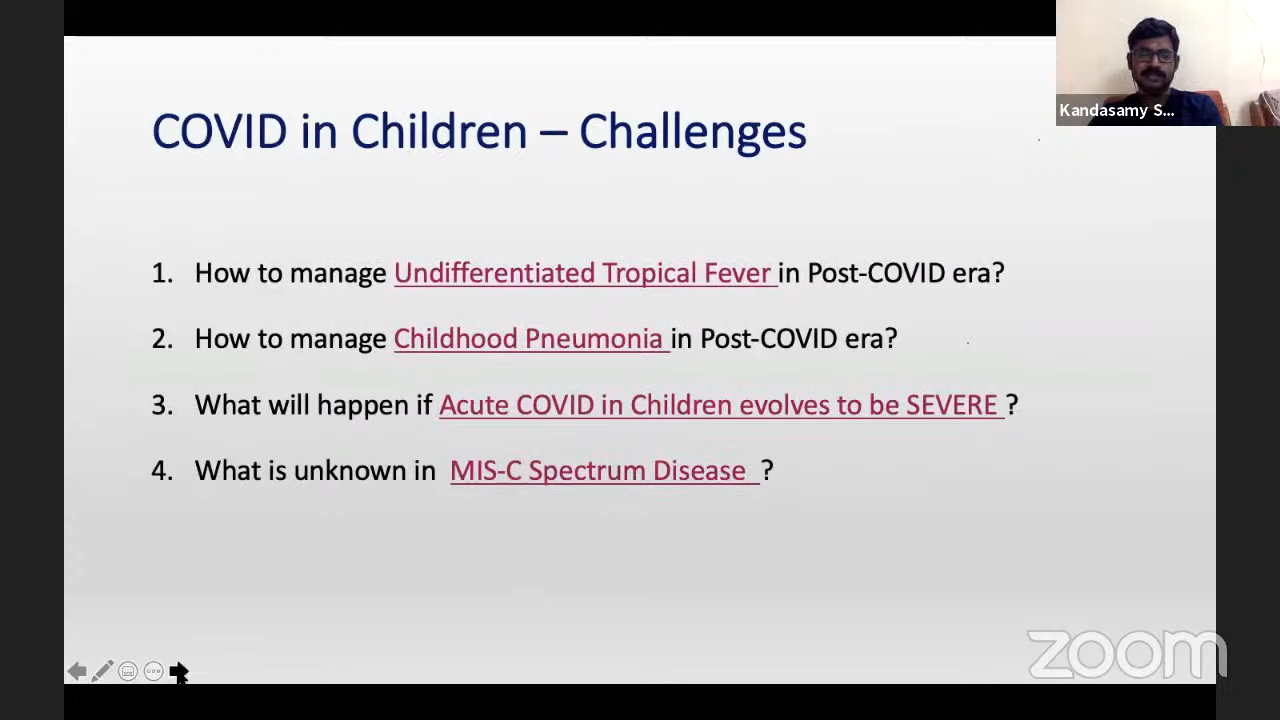 Kandasamy S...
COVID in Children – Challenges
1. How to manage Undifferentiated Tropical Fever in Post-COVID era?
2. How to manage Childhood Pneumonia in Post-COVID era?
3. What will happen if Acute COVID in Children evolves to be SEVERE ?
4. What is unknown in MIS-C Spectrum Disease ?
zoom